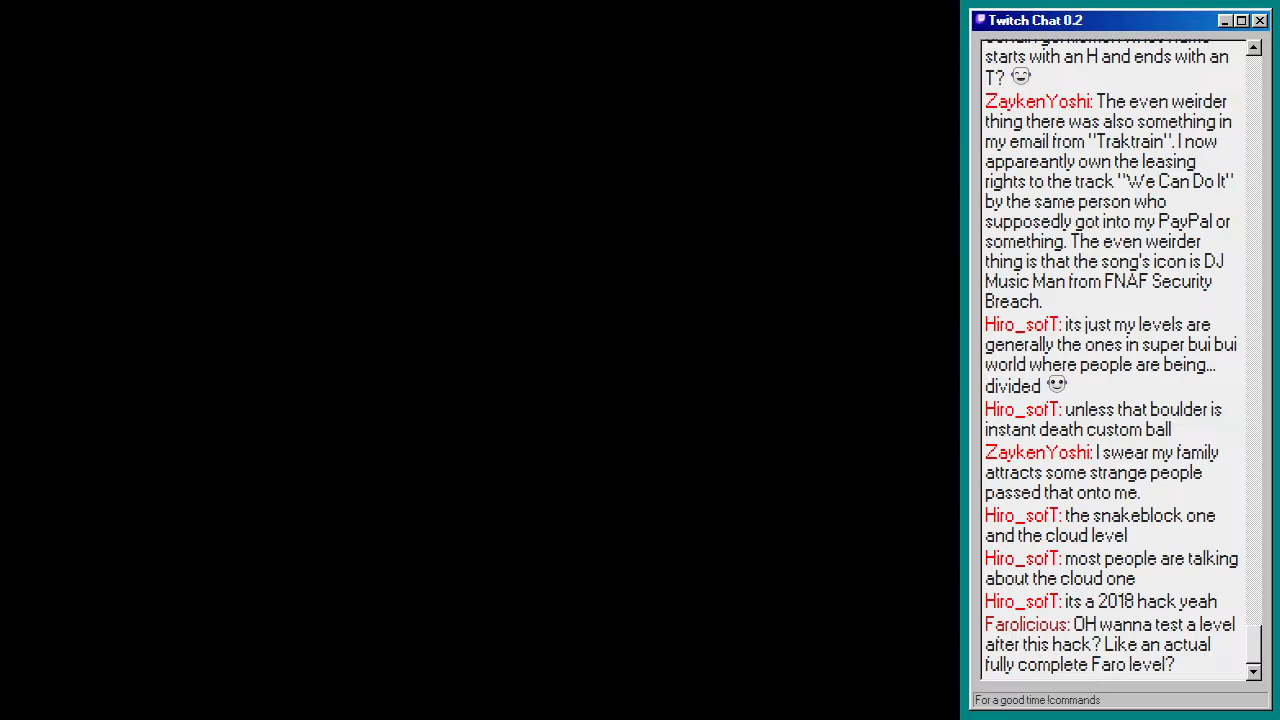 Twitch Chat 0.2
starts with an H and ends with an
T?
ZaykenYoshi: The even weirder
thing there was also something in
my email from "Traktrain". I now
appareantly own the leasing
rights to the track "We Can Do It"
by the same person who
supposedly got into my PayPal or
something. The even weirder
thing is that the song's icon is DJ
Music Man from FNAF Security
Breach.
Hiro_sofT: its just my levels are
generally the ones in super bui bui
world where people are being...
divided
Hiro_sofT: unless that boulder is
instant death custom ball
ZaykenYoshi: I swear my family
attracts some strange people
passed that onto me.
Hiro_sofT: the snakeblock one
and the cloud level
Hiro_sofT: most people are talking
about the cloud one
Hiro_sofT: its a 2018 hack yeah
Farolicious: OH wanna test a level
after this hack? Like an actual
fully complete Faro level?
For a good time !commands